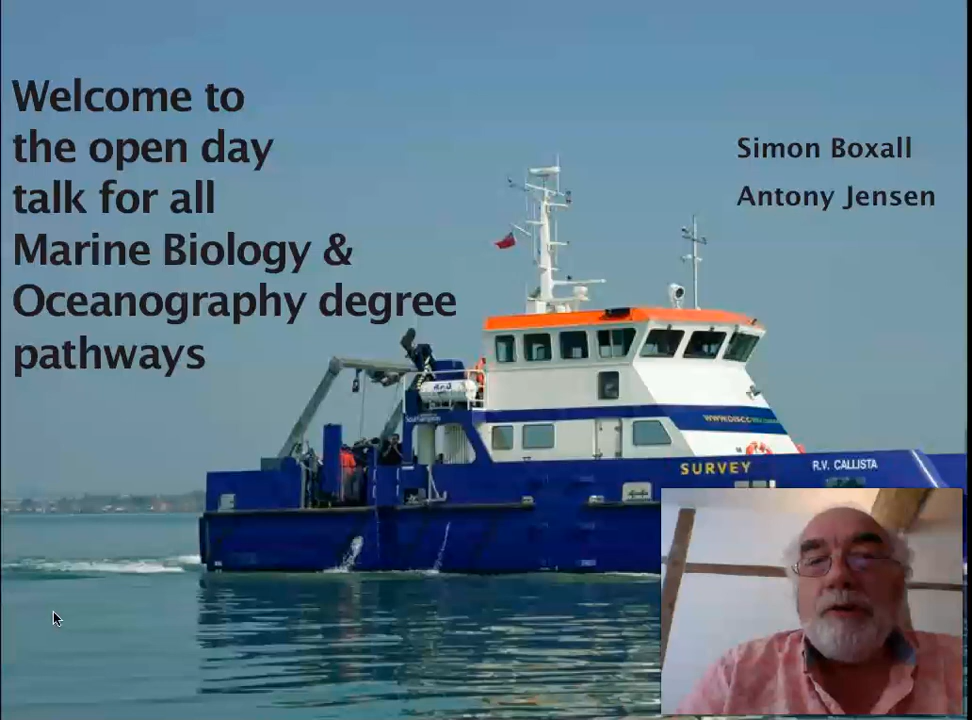 Welcome to
the open day
talk for all
Marine Biology &
Oceanography degree
pathways
Simon Boxall
Antony Jensen
SURVEY
R.V. CALLISTA